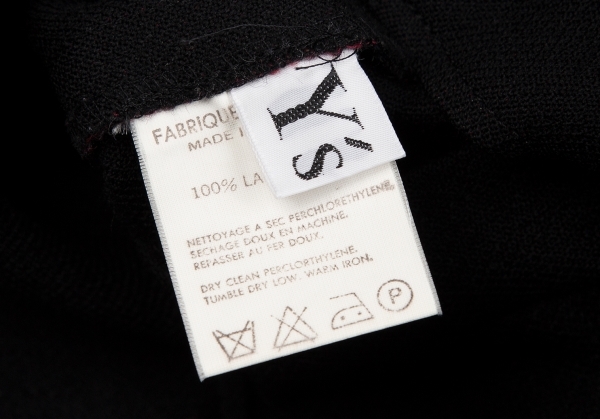 Y's
FABRIQUE
MADE
100% LA
NETTOYAGE A SEC PERCHLORETHYLENE.
SECHAGE DOUX EN MACHINE.
REPASSER AU FER DOUX.
DRY CLEAN PERCLORTHYLENE.
TUMBLE DRY LOW. WARM IRON.
P